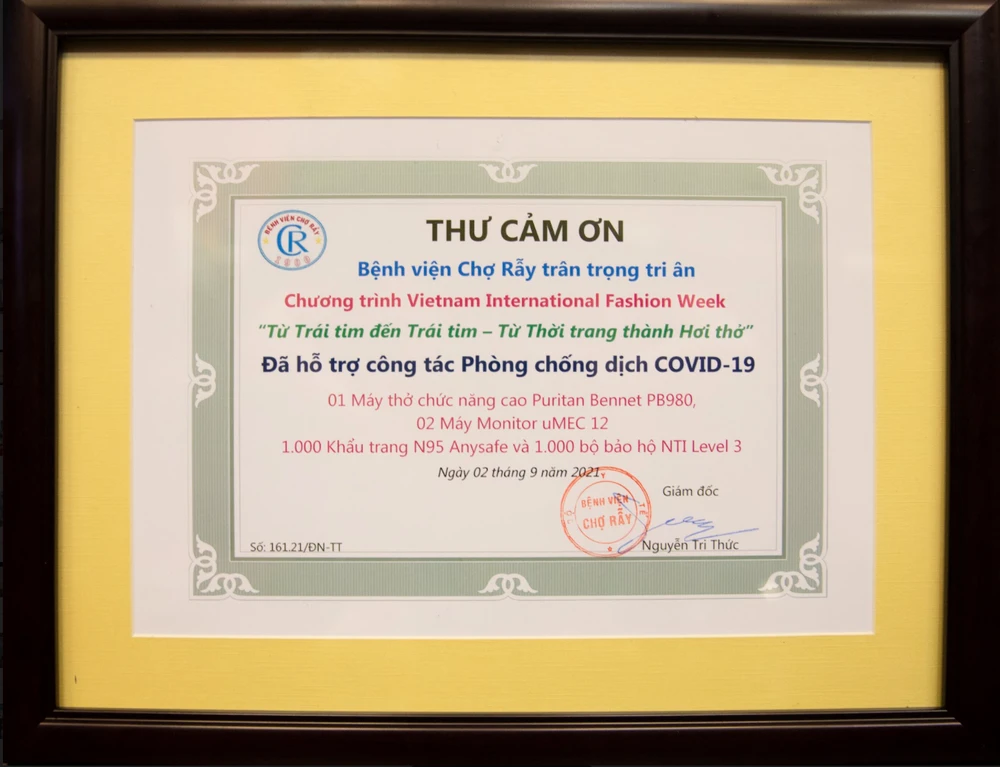 BỆNH VIỆN CHỢ RẪY
CR
1900
THƯ CẢM ƠN
Bệnh viện Chợ Rẫy trân trọng tri ân
Chương trình Vietnam International Fashion Week
“Từ Trái tim đến Trái tim – Từ Thời trang thành Hơi thở”
Đã hỗ trợ công tác Phòng chống dịch COVID-19
01 Máy thở chức năng cao Puritan Bennet PB980,
02 Máy Monitor uMEC 12
1.000 Khẩu trang N95 Anysafe và 1.000 bộ bảo hộ NTI Level 3
Ngày 02 tháng 9 năm 2021
Giám đốc
BỘ Y TẾ
BỆNH VIỆN
CHỢ RẪY
Nguyễn Tri Thức
Số: 161.21/ĐN-TT